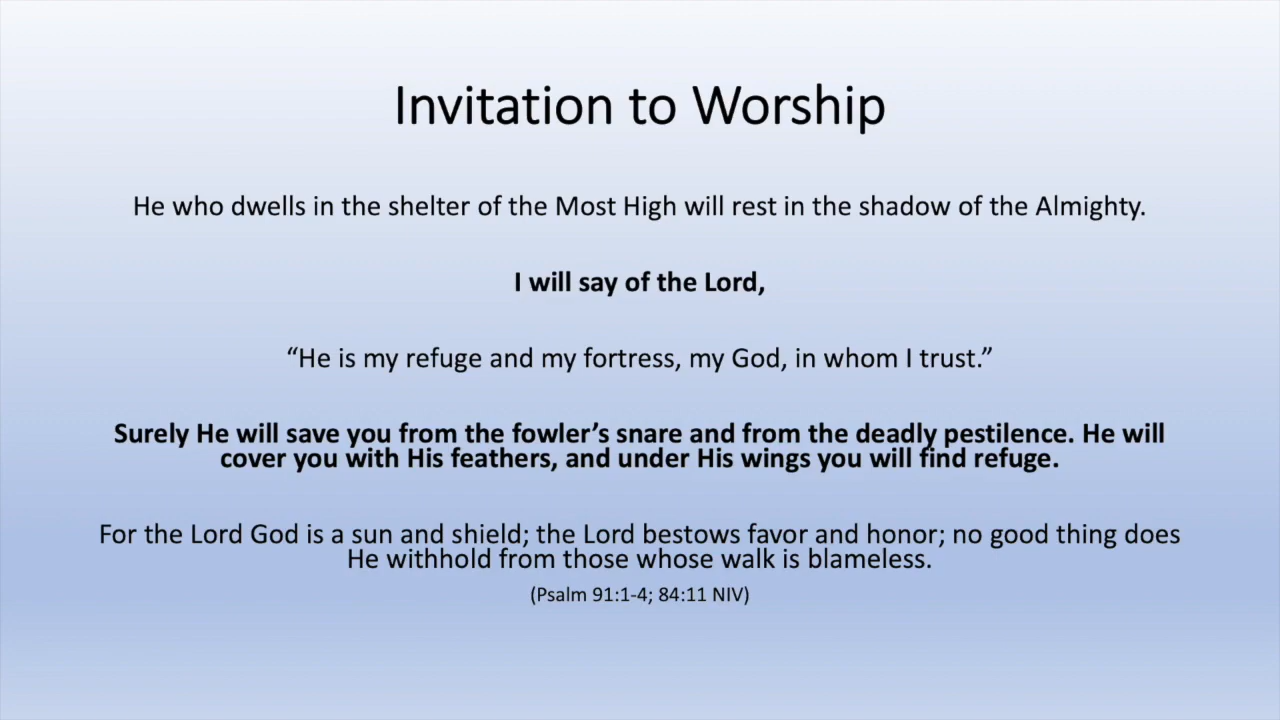 Invitation to Worship
He who dwells in the shelter of the Most High will rest in the shadow of the Almighty.
I will say of the Lord,
“He is my refuge and my fortress, my God, in whom I trust.”
Surely He will save you from the fowler’s snare and from the deadly pestilence. He will
cover you with His feathers, and under His wings you will find refuge.
For the Lord God is a sun and shield; the Lord bestows favor and honor; no good thing does
He withhold from those whose walk is blameless.
(Psalm 91:1-4; 84:11 NIV)